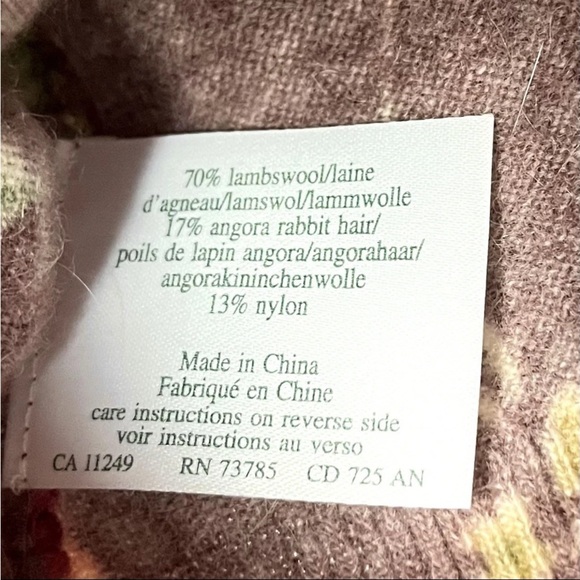 70% lambswool/laine
d'agneau/lamswol/lammwolle
17% angora rabbit hair/
poils de lapin angora/angorahaar/
angorakininchenwolle
13% nylon
Made in China
Fabriqué en Chine
care instructions on reverse side
voir instructions au verso
CA 11249 RN 73785 CD 725 AN